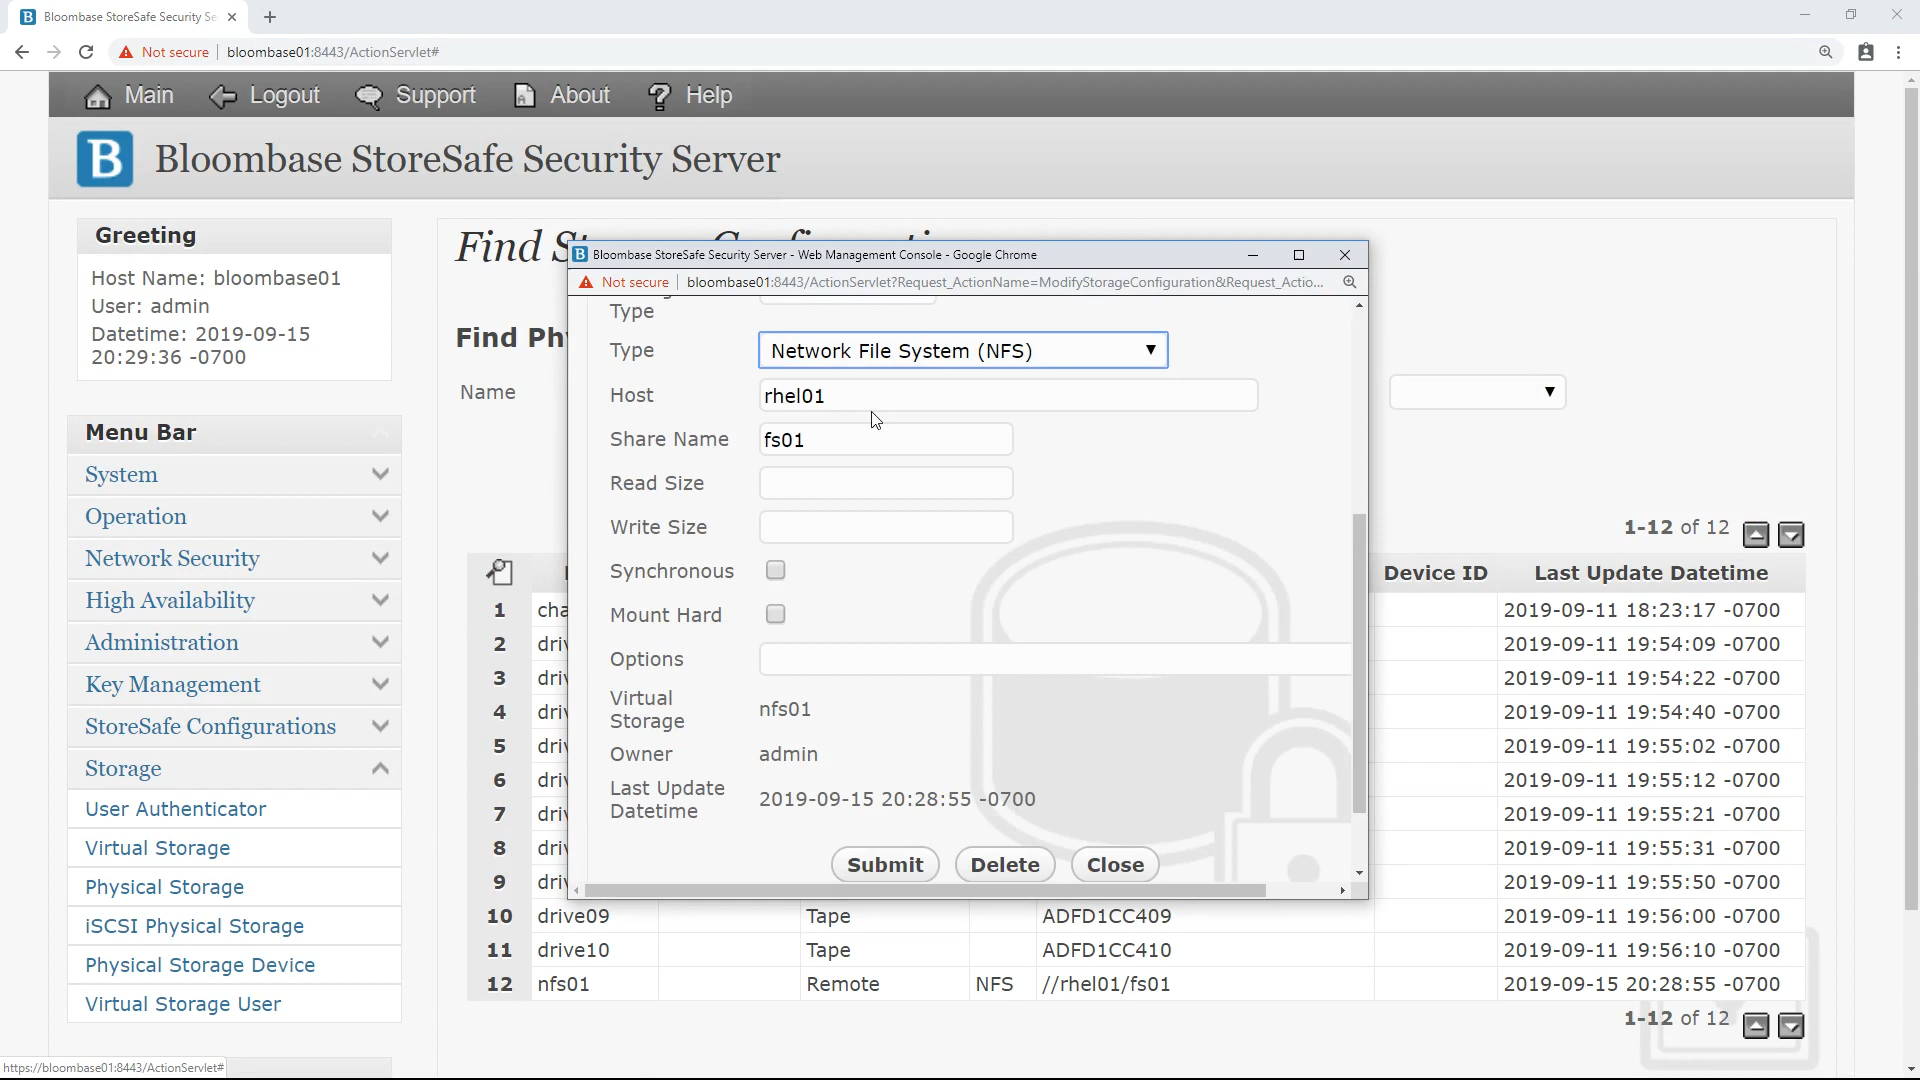 Bloombase StoreSafe Security Se
Not secure
bloombase01:8443/ActionServlet#
Main
Logout
Support
About
Help
B
Bloombase StoreSafe Security Server
Greeting
Host Name: bloombase01
User: admin
Datetime: 2019-09-15
20:29:36 -0700
Menu Bar
System
Operation
Network Security
High Availability
Administration
Key Management
StoreSafe Configurations
Storage
User Authenticator
Virtual Storage
Physical Storage
iSCSI Physical Storage
Physical Storage Device
Virtual Storage User
https://bloombase01:8443/ActionServlet#
Find
Find Ph
Name
Bloombase StoreSafe Security Server - Web Management Console - Google Chrome
Not secure
bloombase01:8443/ActionServlet?Request_ActionName=ModifyStorageConfiguration&Request_Actio...
Type
Type Network File System (NFS)
Host rhel01
Share Name fs01
Read Size
Write Size
Synchronous
Mount Hard
Options
Virtual
Storage
nfs01
Owner admin
Last Update
Datetime
2019-09-15 20:28:55 -0700
Submit Delete Close
1-12 of 12
Device ID Last Update Datetime
1 cha 2019-09-11 18:23:17 -0700
2 driv 2019-09-11 19:54:09 -0700
3 driv 2019-09-11 19:54:22 -0700
4 driv 2019-09-11 19:54:40 -0700
5 driv 2019-09-11 19:55:02 -0700
6 driv 2019-09-11 19:55:12 -0700
7 driv 2019-09-11 19:55:21 -0700
8 driv 2019-09-11 19:55:31 -0700
9 driv 2019-09-11 19:55:50 -0700
10 drive09 Tape ADFD1CC409 2019-09-11 19:56:00 -0700
11 drive10 Tape ADFD1CC410 2019-09-11 19:56:10 -0700
12 nfs01 Remote NFS //rhel01/fs01 2019-09-15 20:28:55 -0700
1-12 of 12